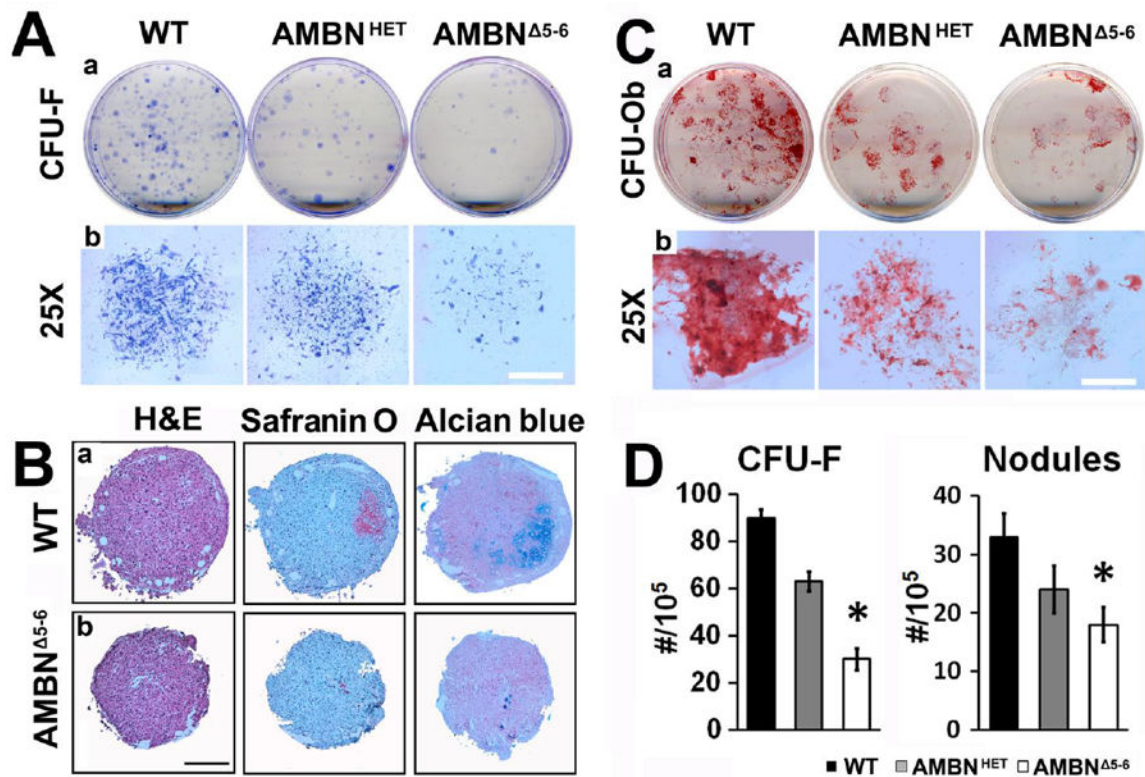 A
WT AMBN^HET AMBN^Δ5-6
a
CFU-F
b
25X
B
H&E Safranin O Alcian blue
a
WT
b
AMBN^Δ5-6
C
WT AMBN^HET AMBN^Δ5-6
a
CFU-Ob
b
25X
D
CFU-F
#/10^5
100
80
60
40
20
0
*
Nodules
#/10^5
40
30
20
10
0
*
WT AMBN^HET AMBN^Δ5-6